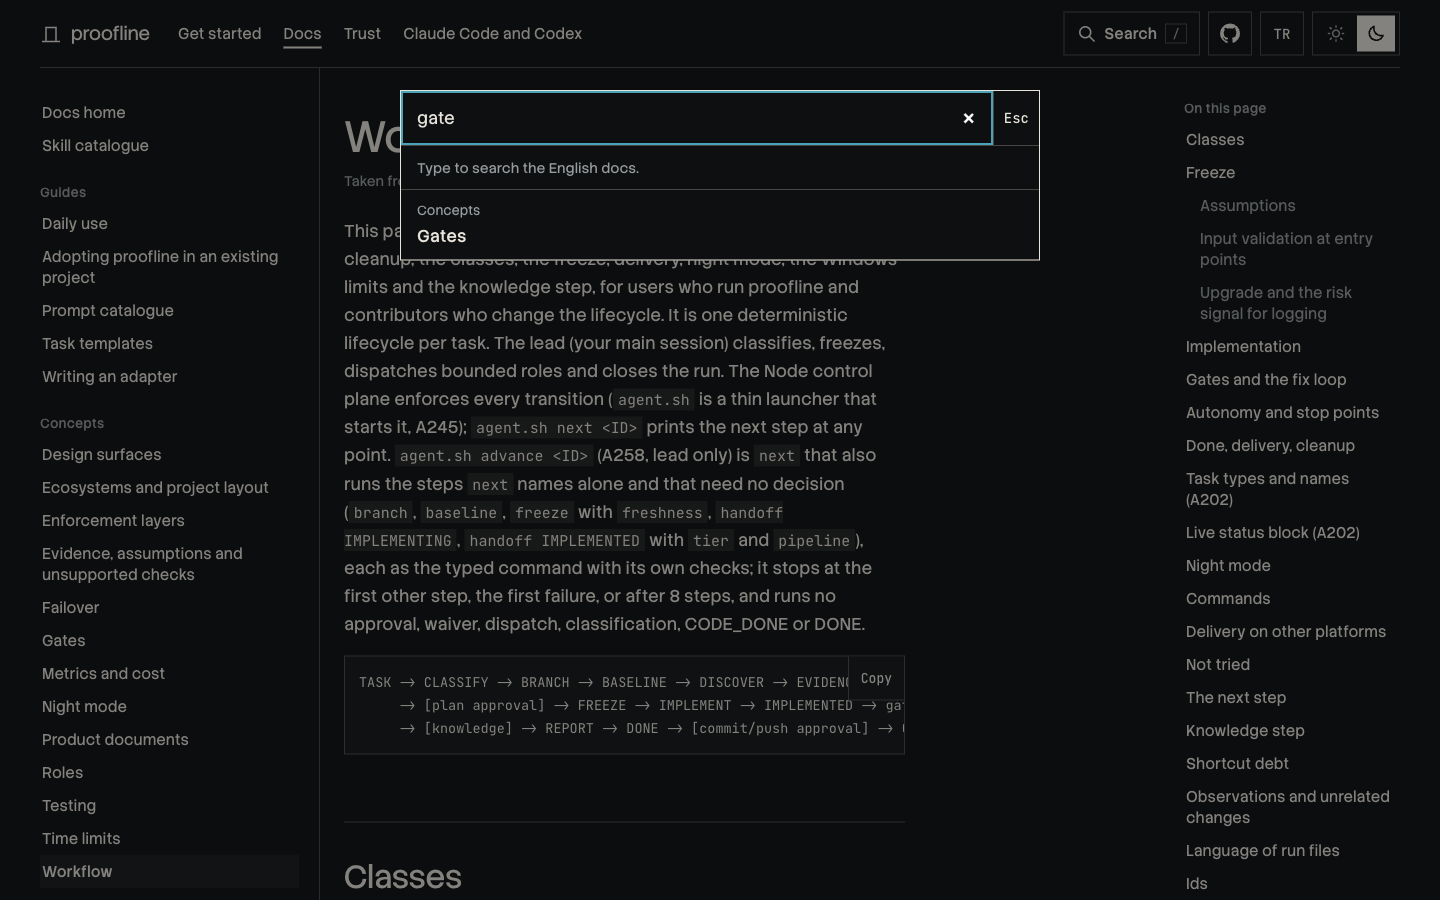 proofline
Get started
Docs
Trust
Claude Code and Codex
Search /
TR
Docs home
Skill catalogue
Guides
Daily use
Adopting proofline in an existing
project
Prompt catalogue
Task templates
Writing an adapter
Concepts
Design surfaces
Ecosystems and project layout
Enforcement layers
Evidence, assumptions and
unsupported checks
Failover
Gates
Metrics and cost
Night mode
Product documents
Roles
Testing
Time limits
Workflow
gate
Esc
Type to search the English docs.
Concepts
Gates
Wo
Taken
This pa
cleanup, the classes, the freeze, delivery, night mode, the Windows
limits and the knowledge step, for users who run proofline and
contributors who change the lifecycle. It is one deterministic
lifecycle per task. The lead (your main session) classifies, freezes,
dispatches bounded roles and closes the run. The Node control
plane enforces every transition ( agent.sh is a thin launcher that
starts it, A245); agent.sh next <ID> prints the next step at any
point. agent.sh advance <ID> (A258, lead only) is next that also
runs the steps next names alone and that need no decision
( branch , baseline , freeze with freshness , handoff
IMPLEMENTING , handoff IMPLEMENTED with tier and pipeline ),
each as the typed command with its own checks; it stops at the
first other step, the first failure, or after 8 steps, and runs no
approval, waiver, dispatch, classification, CODE_DONE or DONE.
Copy
TASK → CLASSIFY → BRANCH → BASELINE → DISCOVER → EVIDENC
→ [plan approval] → FREEZE → IMPLEMENT → IMPLEMENTED → ga
→ [knowledge] → REPORT → DONE → [commit/push approval] →
Classes
On this page
Classes
Freeze
Assumptions
Input validation at entry
points
Upgrade and the risk
signal for logging
Implementation
Gates and the fix loop
Autonomy and stop points
Done, delivery, cleanup
Task types and names
(A202)
Live status block (A202)
Night mode
Commands
Delivery on other platforms
Not tried
The next step
Knowledge step
Shortcut debt
Observations and unrelated
changes
Language of run files
Ids